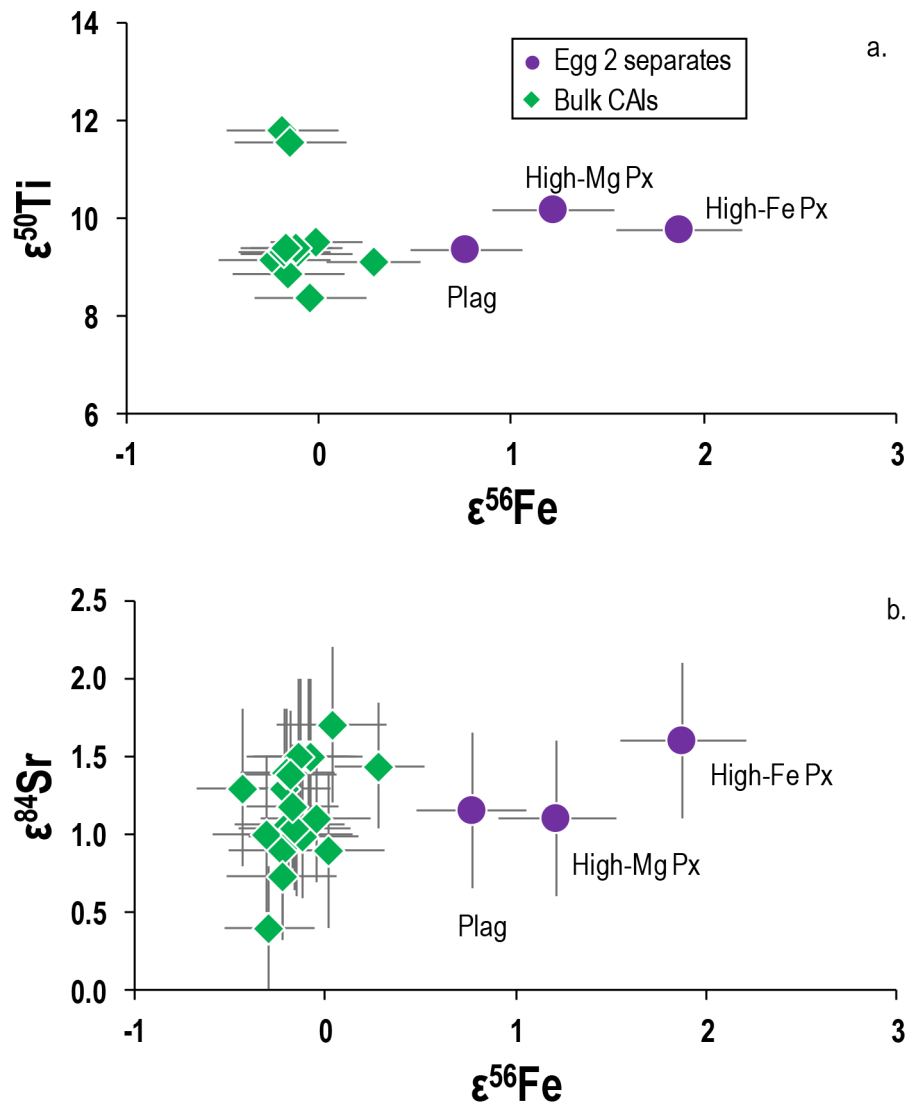 14
a.
Egg 2 separates
Bulk CAIs
12
High-Mg Px
High-Fe Px
ε⁵⁰Ti
10
Plag
8
6
-1 0 1 2 3
ε⁵⁶Fe
2.5
b.
2.0
1.5
ε⁸⁴Sr
High-Fe Px
1.0
High-Mg Px
Plag
0.5
0.0
-1 0 1 2 3
ε⁵⁶Fe